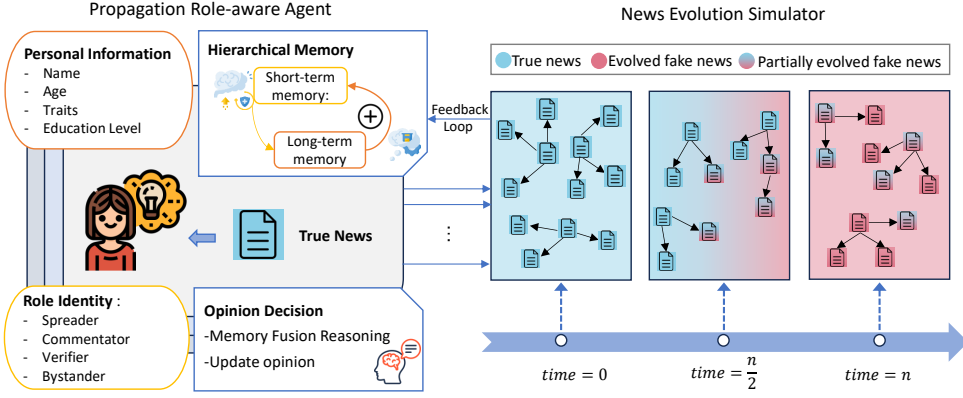 Propagation Role-aware Agent
Personal Information
- Name
- Age
- Traits
- Education Level
Hierarchical Memory
Short-term
memory:
Long-term
memory
Feedback
Loop
True News
⋮
Role Identity :
- Spreader
- Commentator
- Verifier
- Bystander
Opinion Decision
-Memory Fusion Reasoning
-Update opinion
News Evolution Simulator
True news
Evolved fake news
Partially evolved fake news
time = 0
time = n/2
time = n